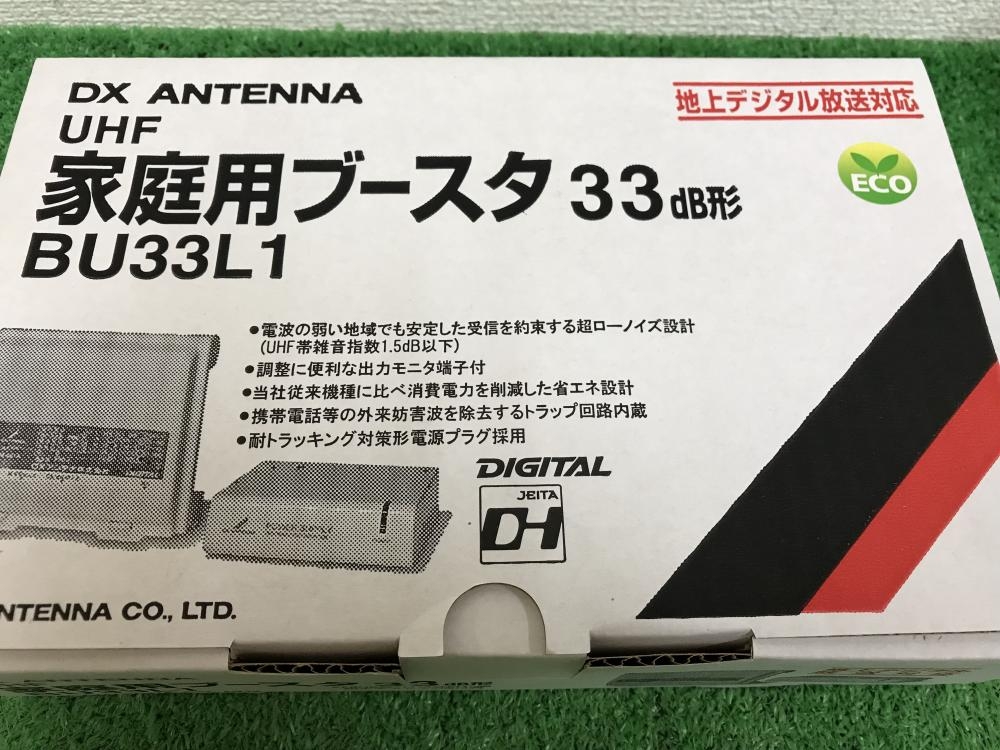 DX ANTENNA
地上デジタル放送対応
UHF
家庭用ブースタ 33dB形
ECO
BU33L1
●電波の弱い地域でも安定した受信を約束する超ローノイズ設計
(UHF帯雑音指数1.5dB以下)
●調整に便利な出力モニタ端子付
●当社従来機種に比べ消費電力を削減した省エネ設計
●携帯電話等の外来妨害波を除去するトラップ回路内蔵
●耐トラッキング対策形電源プラグ採用
DIGITAL
JEITA
DH
NTENNA CO., LTD.